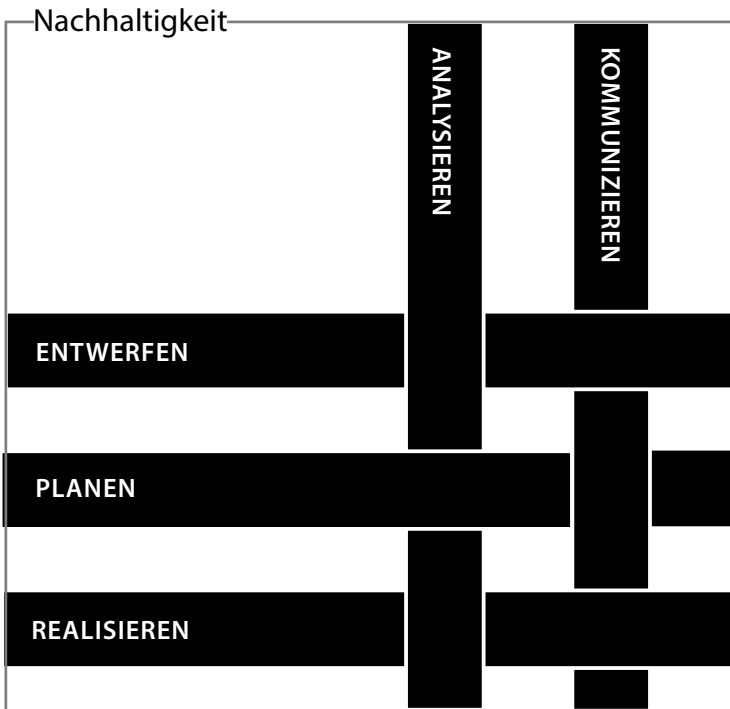 Nachhaltigkeit
ANALYSIEREN
KOMMUNIZIEREN
ENTWERFEN
PLANEN
REALISIEREN